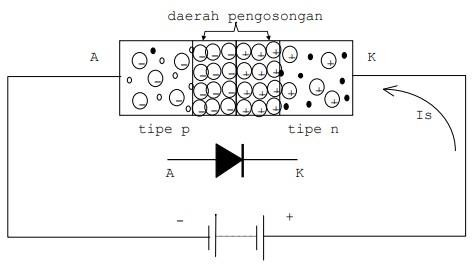 daerah pengosongan
A K
Is
tipe p tipe n
A K
- +